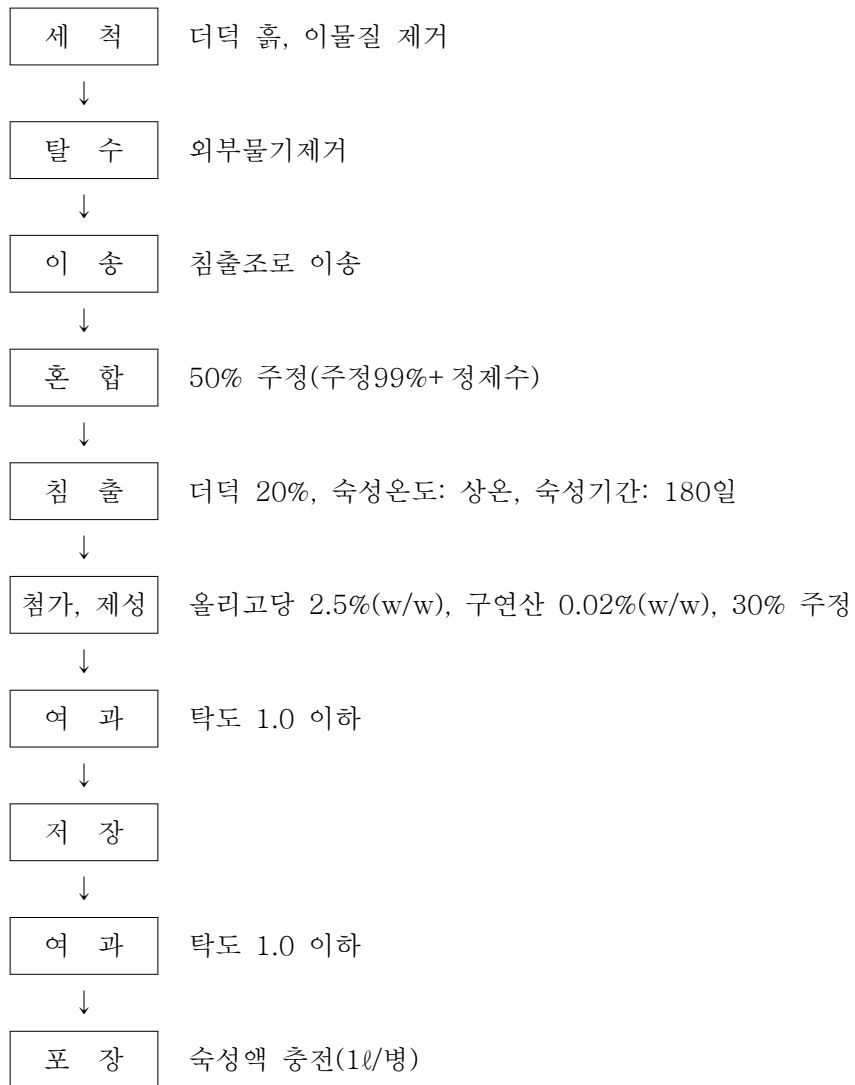 세 척 더덕 흙, 이물질 제거
↓
탈 수 외부물기제거
↓
이 송 침출조로 이송
↓
혼 합 50% 주정(주정99%+ 정제수)
↓
침 출 더덕 20%, 숙성온도: 상온, 숙성기간: 180일
↓
첨가, 제성 올리고당 2.5%(w/w), 구연산 0.02%(w/w), 30% 주정
↓
여 과 탁도 1.0 이하
↓
저 장
↓
여 과 탁도 1.0 이하
↓
포 장 숙성액 충전(1ℓ/병)